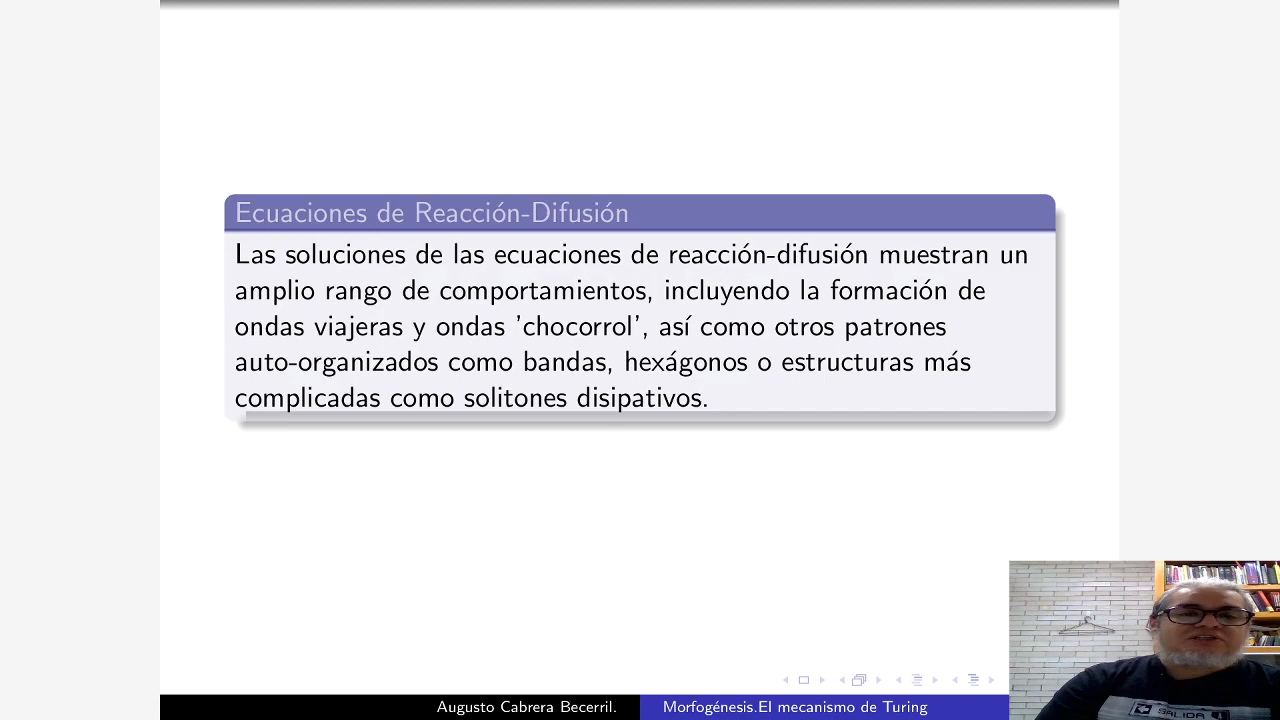 Ecuaciones de Reacción-Difusión
Las soluciones de las ecuaciones de reacción-difusión muestran un
amplio rango de comportamientos, incluyendo la formación de
ondas viajeras y ondas 'chocorrol', así como otros patrones
auto-organizados como bandas, hexágonos o estructuras más
complicadas como solitones disipativos.
Augusto Cabrera Becerril.
Morfogénesis.El mecanismo de Turing
SALIDA